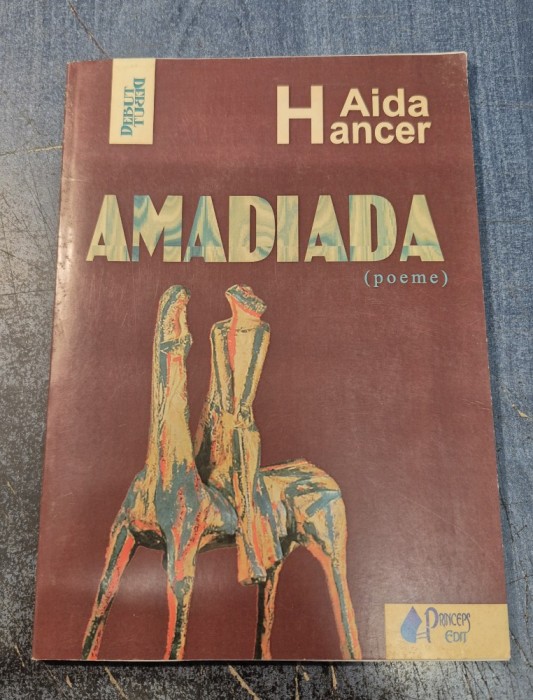 DEBUT
Aida
Hancer
AMADIADA
(poeme)
PRINCEPS
EDIT